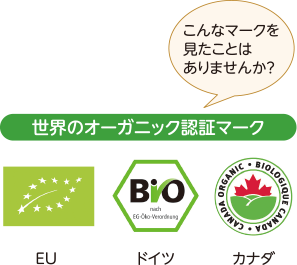 こんなマークを
見たことは
ありませんか?
世界のオーガニック認証マーク
Bio
nach
EG-Öko-Verordnung
CANADA ORGANIC • BIOLOGIQUE CANADA •
EU
ドイツ
カナダ